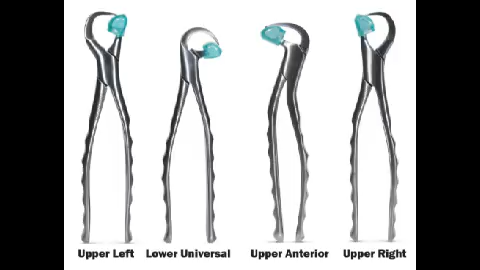 Upper Left
Lower Universal
Upper Anterior
Upper Right